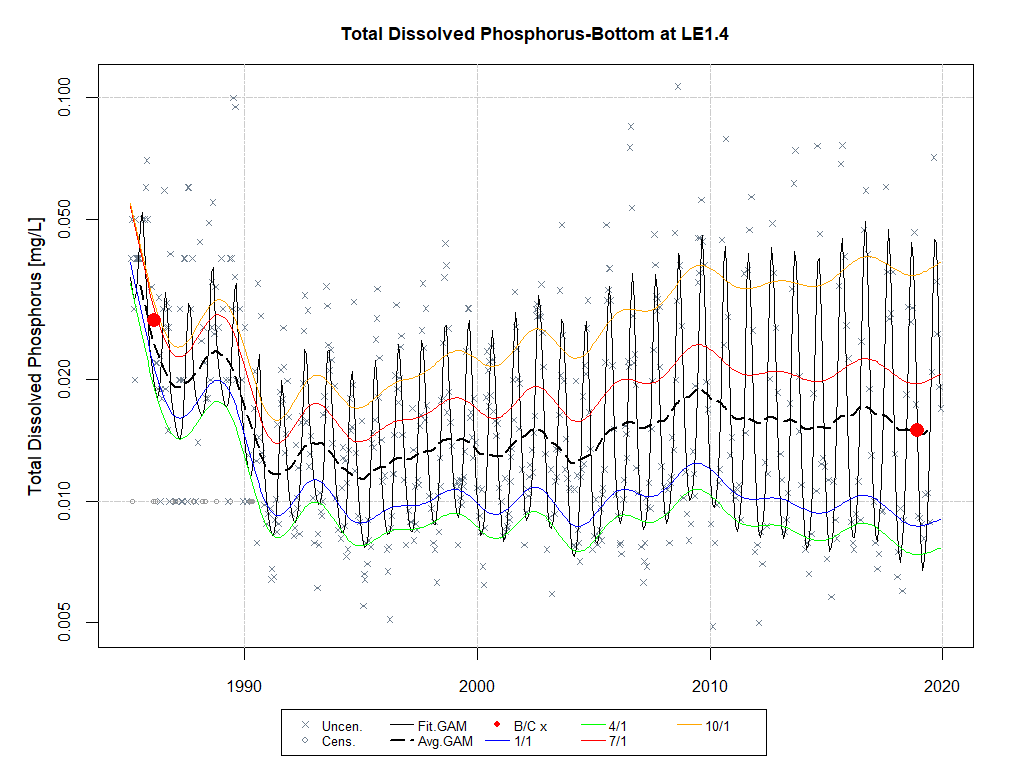 Total Dissolved Phosphorus-Bottom at LE1.4
Total Dissolved Phosphorus [mg/L]
0.100
0.050
0.020
0.010
0.005
1990 2000 2010 2020
Uncen. Fit.GAM B/C x 4/1 10/1
Cens. Avg.GAM 1/1 7/1